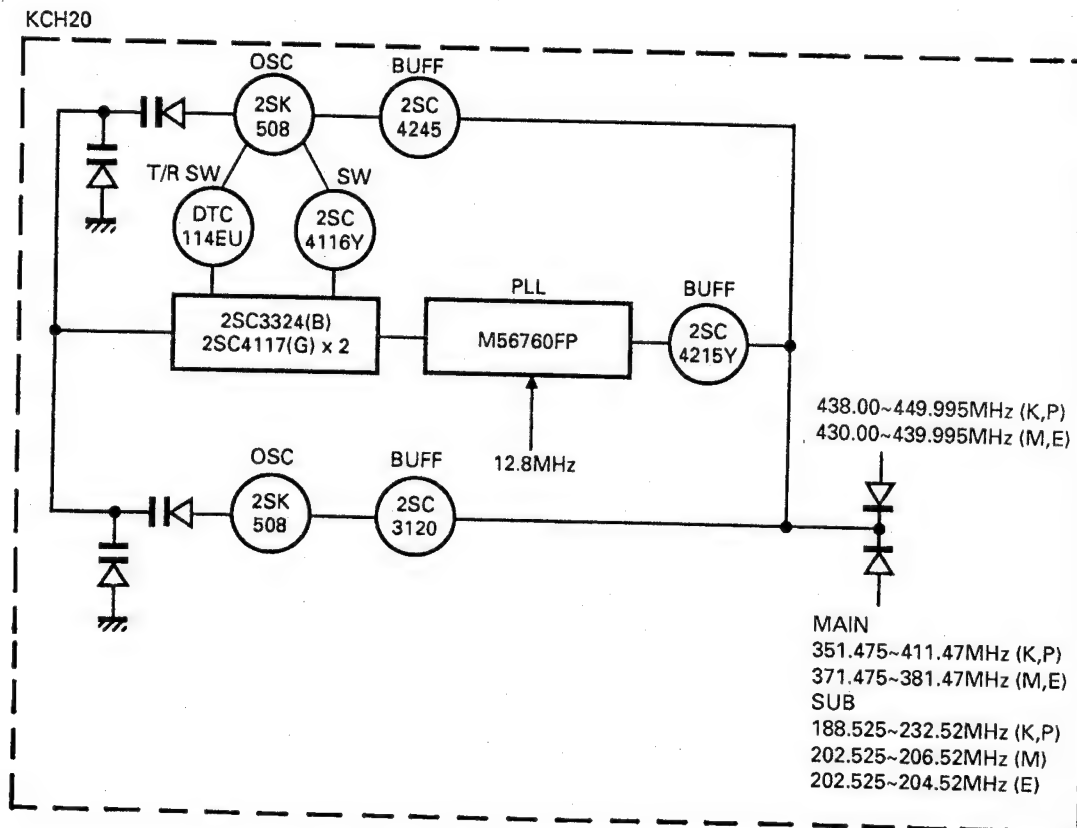 KCH20
OSC
BUFF
2SK
508
2SC
4245
T/R SW
SW
DTC
114EU
2SC
4116Y
PLL
BUFF
2SC3324(B)
2SC4117(G) x 2
M56760FP
2SC
4215Y
12.8MHz
438.00~449.995MHz (K,P)
430.00~439.995MHz (M,E)
OSC
BUFF
2SK
508
2SC
3120
MAIN
351.475~411.47MHz (K,P)
371.475~381.47MHz (M,E)
SUB
188.525~232.52MHz (K,P)
202.525~206.52MHz (M)
202.525~204.52MHz (E)